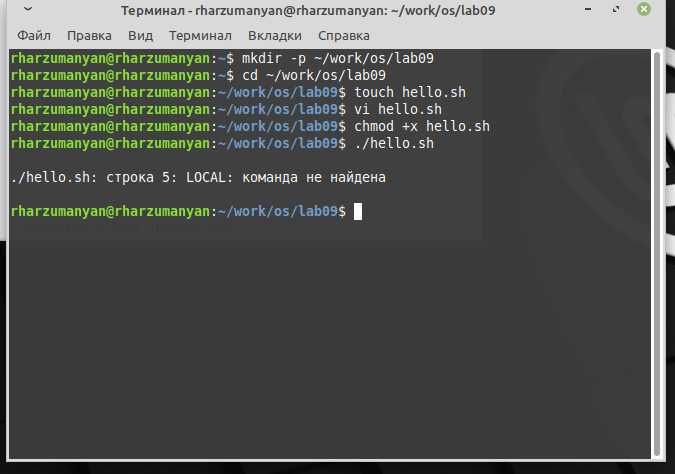 Терминал - rharzumanyan@rharzumanyan: ~/work/os/lab09
Файл Правка Вид Терминал Вкладки Справка
rharzumanyan@rharzumanyan:~$ mkdir -p ~/work/os/lab09
rharzumanyan@rharzumanyan:~$ cd ~/work/os/lab09
rharzumanyan@rharzumanyan:~/work/os/lab09$ touch hello.sh
rharzumanyan@rharzumanyan:~/work/os/lab09$ vi hello.sh
rharzumanyan@rharzumanyan:~/work/os/lab09$ chmod +x hello.sh
rharzumanyan@rharzumanyan:~/work/os/lab09$ ./hello.sh
./hello.sh: строка 5: LOCAL: команда не найдена
rharzumanyan@rharzumanyan:~/work/os/lab09$